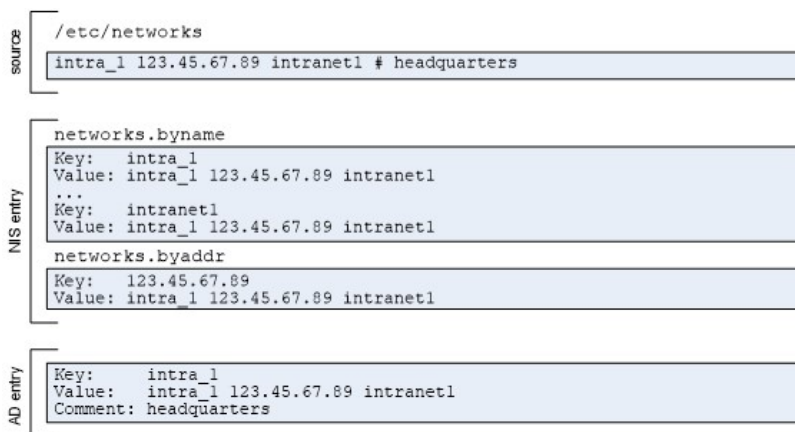 source
/etc/networks
intra_1 123.45.67.89 intranet1 # headquarters
NIS entry
networks.byname
Key: intra_1
Value: intra_1 123.45.67.89 intranet1
...
Key: intranet1
Value: intra_1 123.45.67.89 intranet1
networks.byaddr
Key: 123.45.67.89
Value: intra_1 123.45.67.89 intranet1
AD entry
Key: intra_1
Value: intra_1 123.45.67.89 intranet1
Comment: headquarters